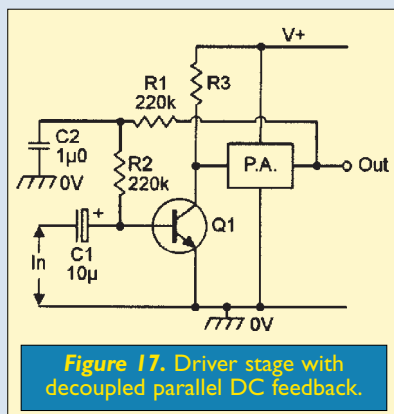 V+
R1
220k
R3
C2
1µ0
0V
R2
220k
P.A.
Out
+
Q1
In
C1
10µ
0V
Figure 17. Driver stage with
decoupled parallel DC feedback.